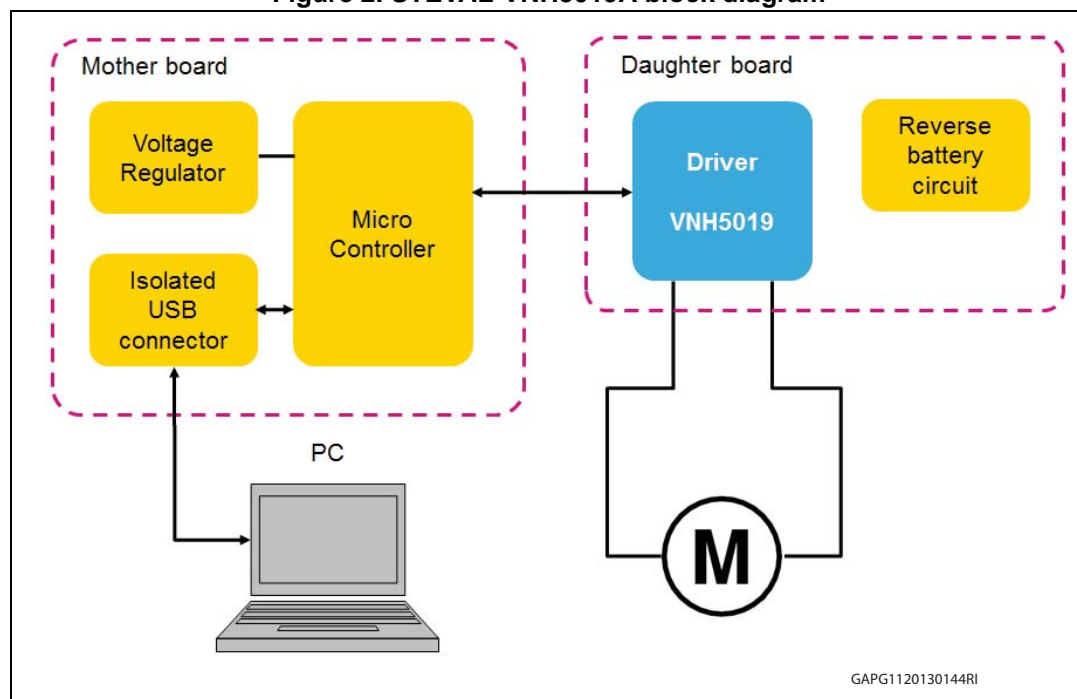 Mother board
Voltage
Regulator
Micro
Controller
Isolated
USB
connector
Daughter board
Driver
VNH5019
Reverse
battery
circuit
PC
M
GAPG1120130144RI